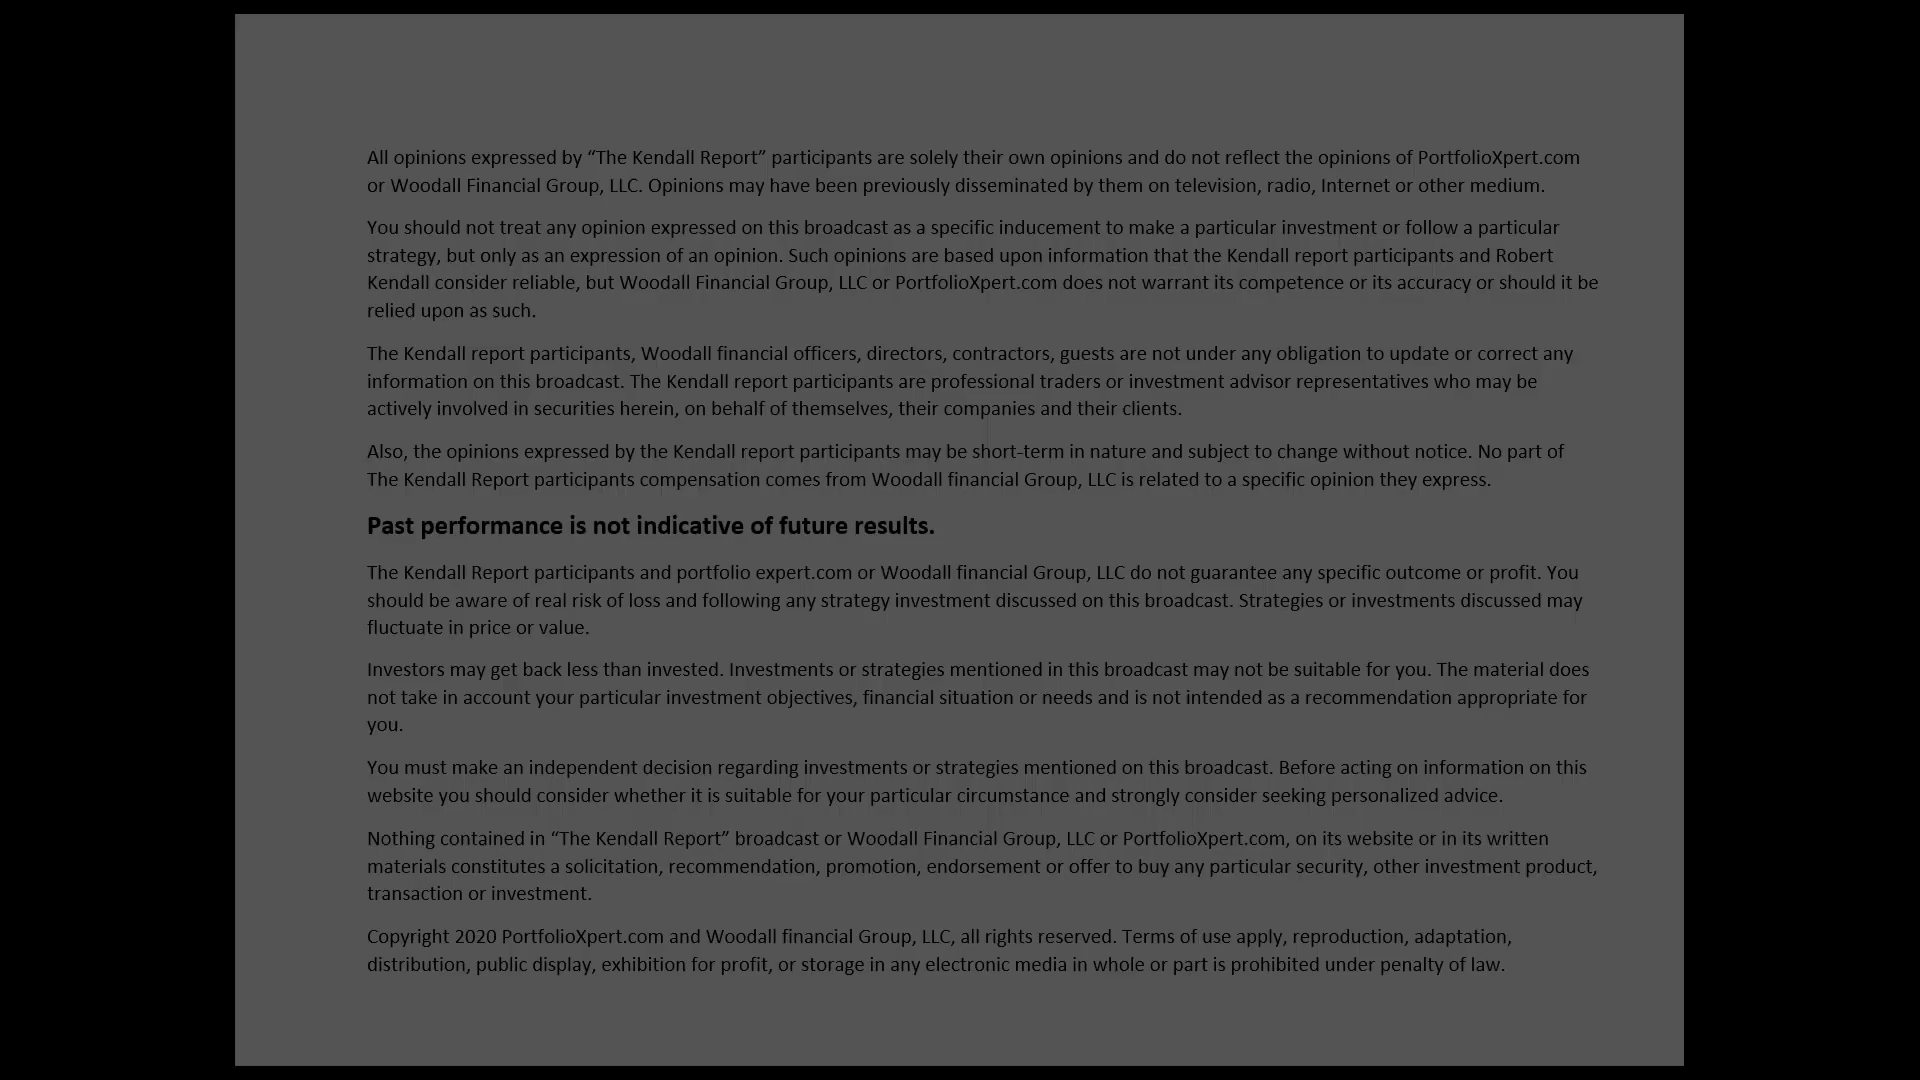 All opinions expressed by “The Kendall Report” participants are solely their own opinions and do not reflect the opinions of PortfolioXpert.com
or Woodall Financial Group, LLC. Opinions may have been previously disseminated by them on television, radio, Internet or other medium.
You should not treat any opinion expressed on this broadcast as a specific inducement to make a particular investment or follow a particular
strategy, but only as an expression of an opinion. Such opinions are based upon information that the Kendall report participants and Robert
Kendall consider reliable, but Woodall Financial Group, LLC or PortfolioXpert.com does not warrant its competence or its accuracy or should it be
relied upon as such.
The Kendall report participants, Woodall financial officers, directors, contractors, guests are not under any obligation to update or correct any
information on this broadcast. The Kendall report participants are professional traders or investment advisor representatives who may be
actively involved in securities herein, on behalf of themselves, their companies and their clients.
Also, the opinions expressed by the Kendall report participants may be short-term in nature and subject to change without notice. No part of
The Kendall Report participants compensation comes from Woodall financial Group, LLC is related to a specific opinion they express.
Past performance is not indicative of future results.
The Kendall Report participants and portfolio expert.com or Woodall financial Group, LLC do not guarantee any specific outcome or profit. You
should be aware of real risk of loss and following any strategy investment discussed on this broadcast. Strategies or investments discussed may
fluctuate in price or value.
Investors may get back less than invested. Investments or strategies mentioned in this broadcast may not be suitable for you. The material does
not take in account your particular investment objectives, financial situation or needs and is not intended as a recommendation appropriate for
you.
You must make an independent decision regarding investments or strategies mentioned on this broadcast. Before acting on information on this
website you should consider whether it is suitable for your particular circumstance and strongly consider seeking personalized advice.
Nothing contained in “The Kendall Report” broadcast or Woodall Financial Group, LLC or PortfolioXpert.com, on its website or in its written
materials constitutes a solicitation, recommendation, promotion, endorsement or offer to buy any particular security, other investment product,
transaction or investment.
Copyright 2020 PortfolioXpert.com and Woodall financial Group, LLC, all rights reserved. Terms of use apply, reproduction, adaptation,
distribution, public display, exhibition for profit, or storage in any electronic media in whole or part is prohibited under penalty of law.